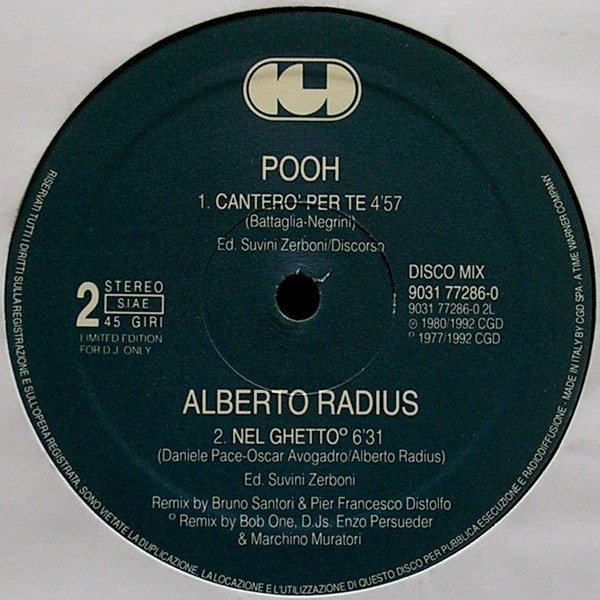 POOH
1. CANTERO' PER TE 4'57
(Battaglia-Negrini)
Ed. Suvini Zerboni/Discorso
2
STEREO
SIAE
45 GIRI
LIMITED EDITION
FOR D.J. ONLY
DISCO MIX
9031 77286-0
9031 77286-0 2L
℗ 1980/1992 CGD
° 1977/1992 CGD
ALBERTO RADIUS
2. NEL GHETTO° 6'31
(Daniele Pace-Oscar Avogadro/Alberto Radius)
Ed. Suvini Zerboni
Remix by Bruno Santori & Pier Francesco Distolfo
° Remix by Bob One, D.Js. Enzo Persueder
& Marchino Muratori
RISERVATI TUTTI I DIRITTI SULLA REGISTRAZIONE E SULL'OPERA REGISTRATA. SONO VIETATE LA DUPLICAZIONE, LA LOCAZIONE E L'UTILIZZAZIONE DI QUESTO DISCO PER PUBBLICA ESECUZIONE E RADIODIFFUSIONE - MADE IN ITALY BY CGD SPA - A TIME WARNER COMPANY